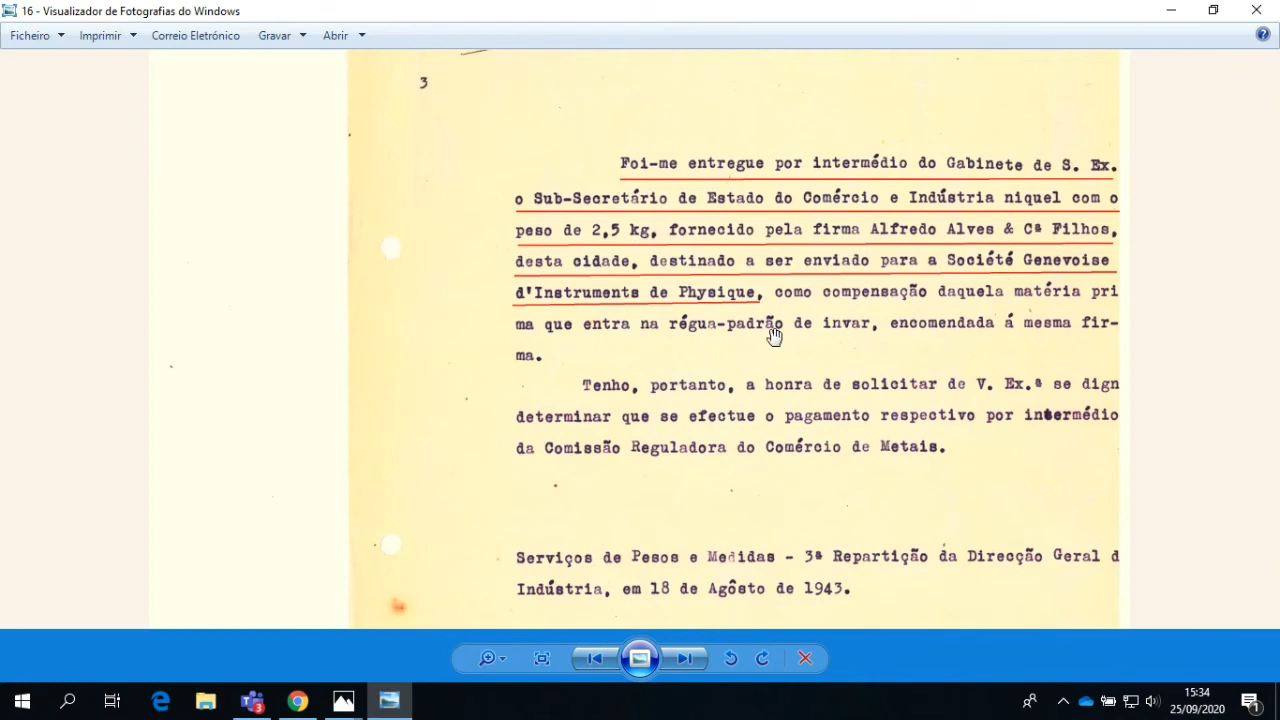 16 - Visualizador de Fotografias do Windows
Ficheiro Imprimir Correio Eletrónico Gravar Abrir
3
Foi-me entregue por intermédio do Gabinete de S. Ex.
o Sub-Secretário de Estado do Comércio e Indústria niquel com o
peso de 2,5 kg, fornecido pela firma Alfredo Alves & Cª Filhos,
desta cidade, destinado a ser enviado para a Société Genevoise
d'Instruments de Physique, como compensação daquela matéria pri
ma que entra na régua-padrão de invar, encomendada á mesma fir-
ma.
Tenho, portanto, a honra de solicitar de V. Ex.ª se dign
determinar que se efectue o pagamento respectivo por intermédio
da Comissão Reguladora do Comércio de Metais.
Serviços de Pesos e Medidas - 3ª Repartição da Direcção Geral d
Indústria, em 18 de Agôsto de 1943.
3
15:34
25/09/2020
1